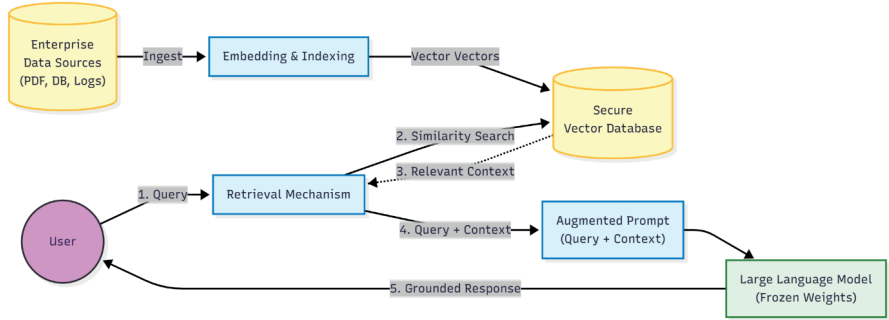 Enterprise
Data Sources
(PDF, DB, Logs)
Ingest
Embedding & Indexing
Vector Vectors
Secure
Vector Database
2. Similarity Search
3. Relevant Context
1. Query
Retrieval Mechanism
User
4. Query + Context
Augmented Prompt
(Query + Context)
Large Language Model
(Frozen Weights)
5. Grounded Response